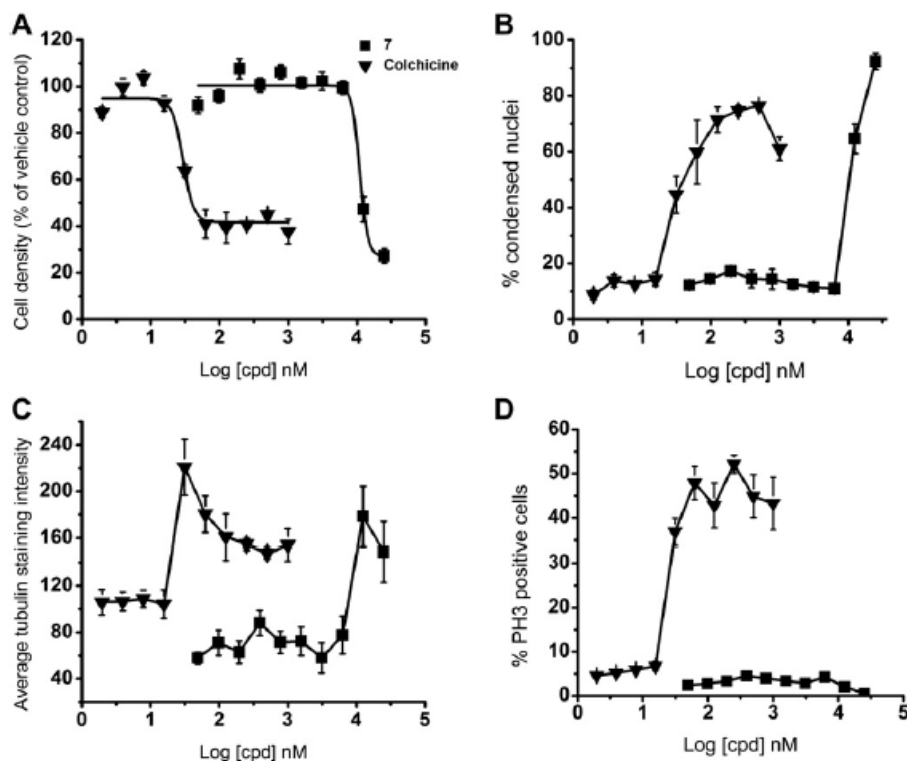 A
Cell density (% of vehicle control)
120
100
80
60
40
20
0
7
Colchicine
0 1 2 3 4 5
Log [cpd] nM
B
% condensed nuclei
100
80
60
40
20
0
0 1 2 3 4
Log [cpd] nM
C
Average tubulin staining intensity
240
200
160
120
80
40
0 1 2 3 4 5
Log [cpd] nM
D
% PH3 positive cells
60
50
40
30
20
10
0
0 1 2 3 4 5
Log [cpd] nM